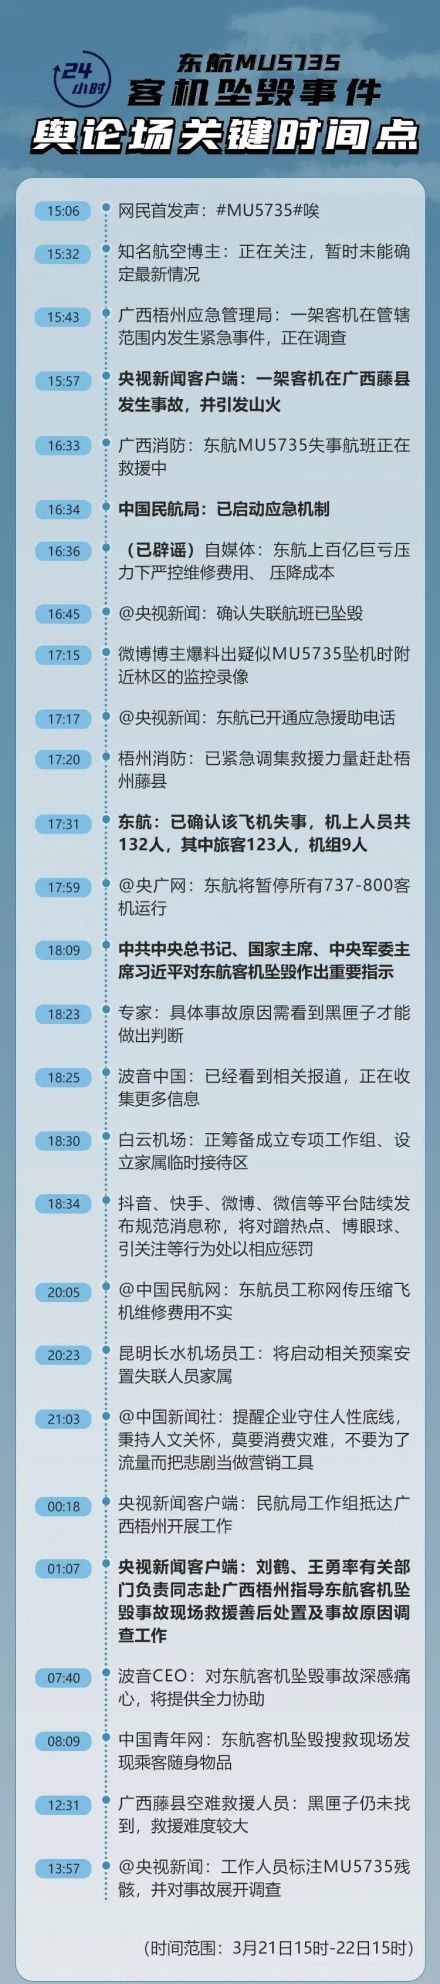 24
小时
东航MU5735
客机坠毁事件
舆论场关键时间点
15:06
网民首发声：#MU5735#唉
15:32
知名航空博主：正在关注，暂时未能确
定最新情况
15:43
广西梧州应急管理局：一架客机在管辖
范围内发生紧急事件，正在调查
15:57
央视新闻客户端：一架客机在广西藤县
发生事故，并引发山火
16:33
广西消防：东航MU5735失事航班正在
救援中
16:34
中国民航局：已启动应急机制
16:36
（已辟谣）自媒体：东航上百亿巨亏压
力下严控维修费用、 压降成本
16:45
@央视新闻：确认失联航班已坠毁
17:15
微博博主爆料出疑似MU5735坠机时附
近林区的监控录像
17:17
@央视新闻：东航已开通应急援助电话
17:20
梧州消防：已紧急调集救援力量赶赴梧
州藤县
17:31
东航：已确认该飞机失事，机上人员共
132人，其中旅客123人，机组9人
17:59
@央广网：东航将暂停所有737-800客
机运行
18:09
中共中央总书记、国家主席、中央军委主
席习近平对东航客机坠毁作出重要指示
18:23
专家：具体事故原因需看到黑匣子才能
做出判断
18:25
波音中国：已经看到相关报道，正在收
集更多信息
18:30
白云机场：正筹备成立专项工作组、设
立家属临时接待区
18:34
抖音、快手、微博、微信等平台陆续发
布规范消息称，将对蹭热点、博眼球、
引关注等行为处以相应惩罚
20:05
@中国民航网：东航员工称网传压缩飞
机维修费用不实
20:23
昆明长水机场员工：将启动相关预案安
置失联人员家属
21:03
@中国新闻社：提醒企业守住人性底线，
秉持人文关怀，莫要消费灾难，不要为了
流量而把悲剧当做营销工具
00:18
央视新闻客户端：民航局工作组抵达广
西梧州开展工作
01:07
央视新闻客户端：刘鹤、王勇率有关部
门负责同志赴广西梧州指导东航客机坠
毁事故现场救援善后处置及事故原因调
查工作
07:40
波音CEO：对东航客机坠毁事故深感痛
心，将提供全力协助
08:09
中国青年网：东航客机坠毁搜救现场发
现乘客随身物品
12:31
广西藤县空难救援人员：黑匣子仍未找
到，救援难度较大
13:57
@央视新闻：工作人员标注MU5735残
骸，并对事故展开调查
（时间范围：3月21日15时-22日15时）